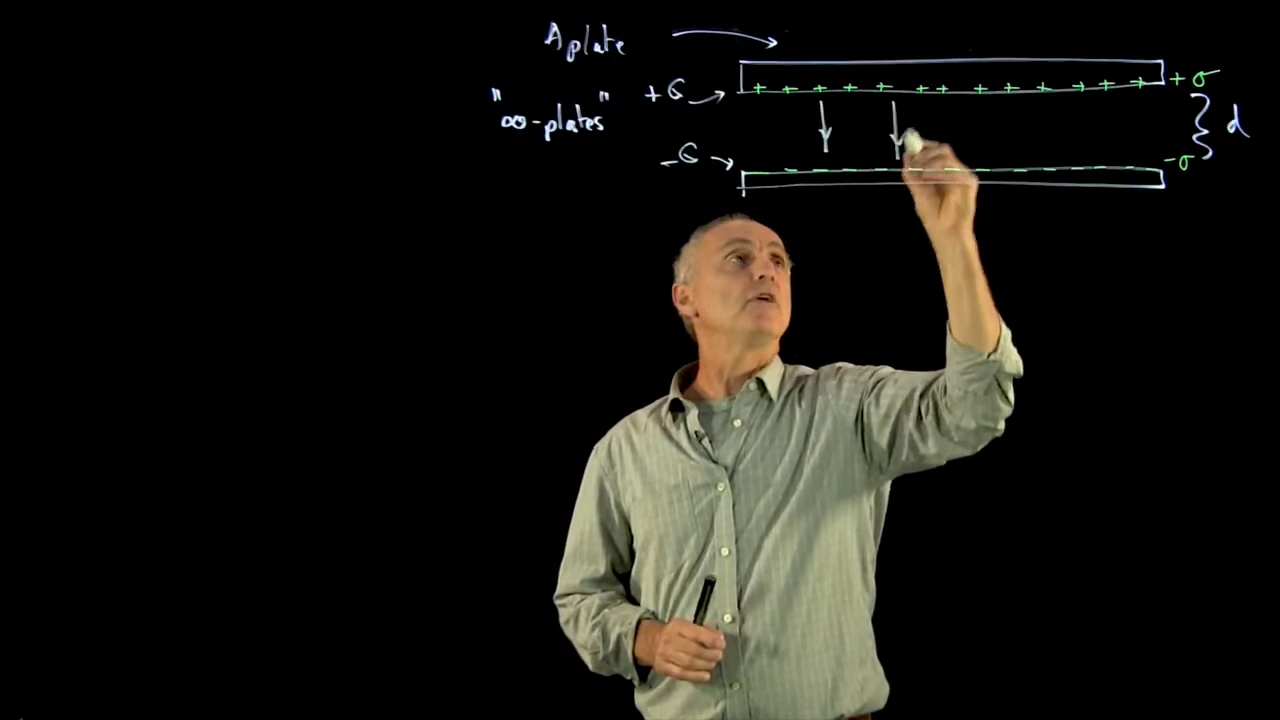 A plate
+ σ
"∞-plates"
d
- σ
+ Q
- Q